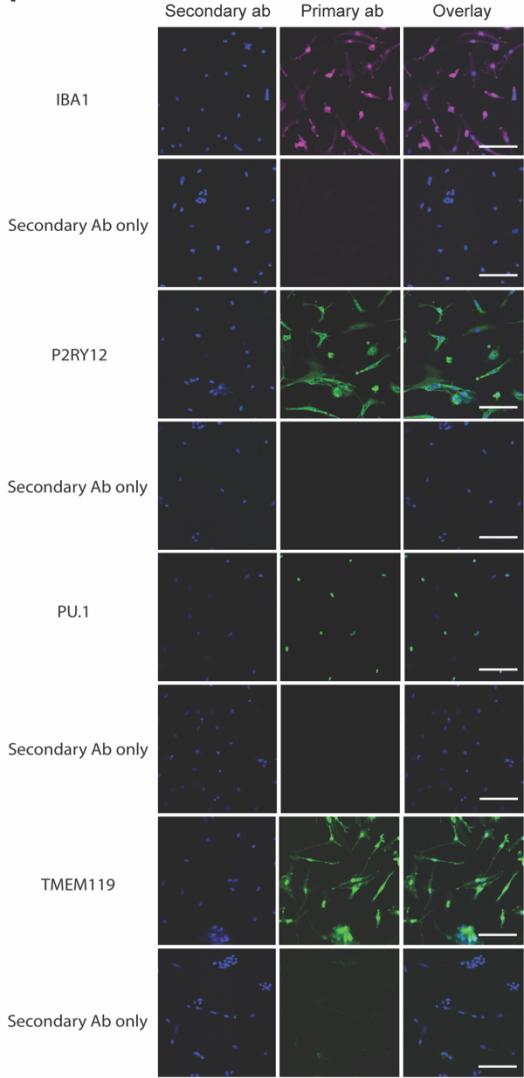 Secondary ab Primary ab Overlay
IBA1
Secondary Ab only
P2RY12
Secondary Ab only
PU.1
Secondary Ab only
TMEM119
Secondary Ab only